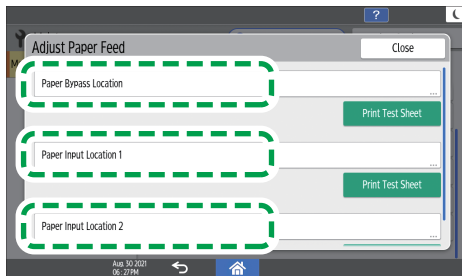 ?
Adjust Paper Feed
Close
M
Paper Bypass Location
...
Print Test Sheet
Paper Input Location 1
...
Print Test Sheet
Paper Input Location 2
...
Aug. 30 2021
06:27PM